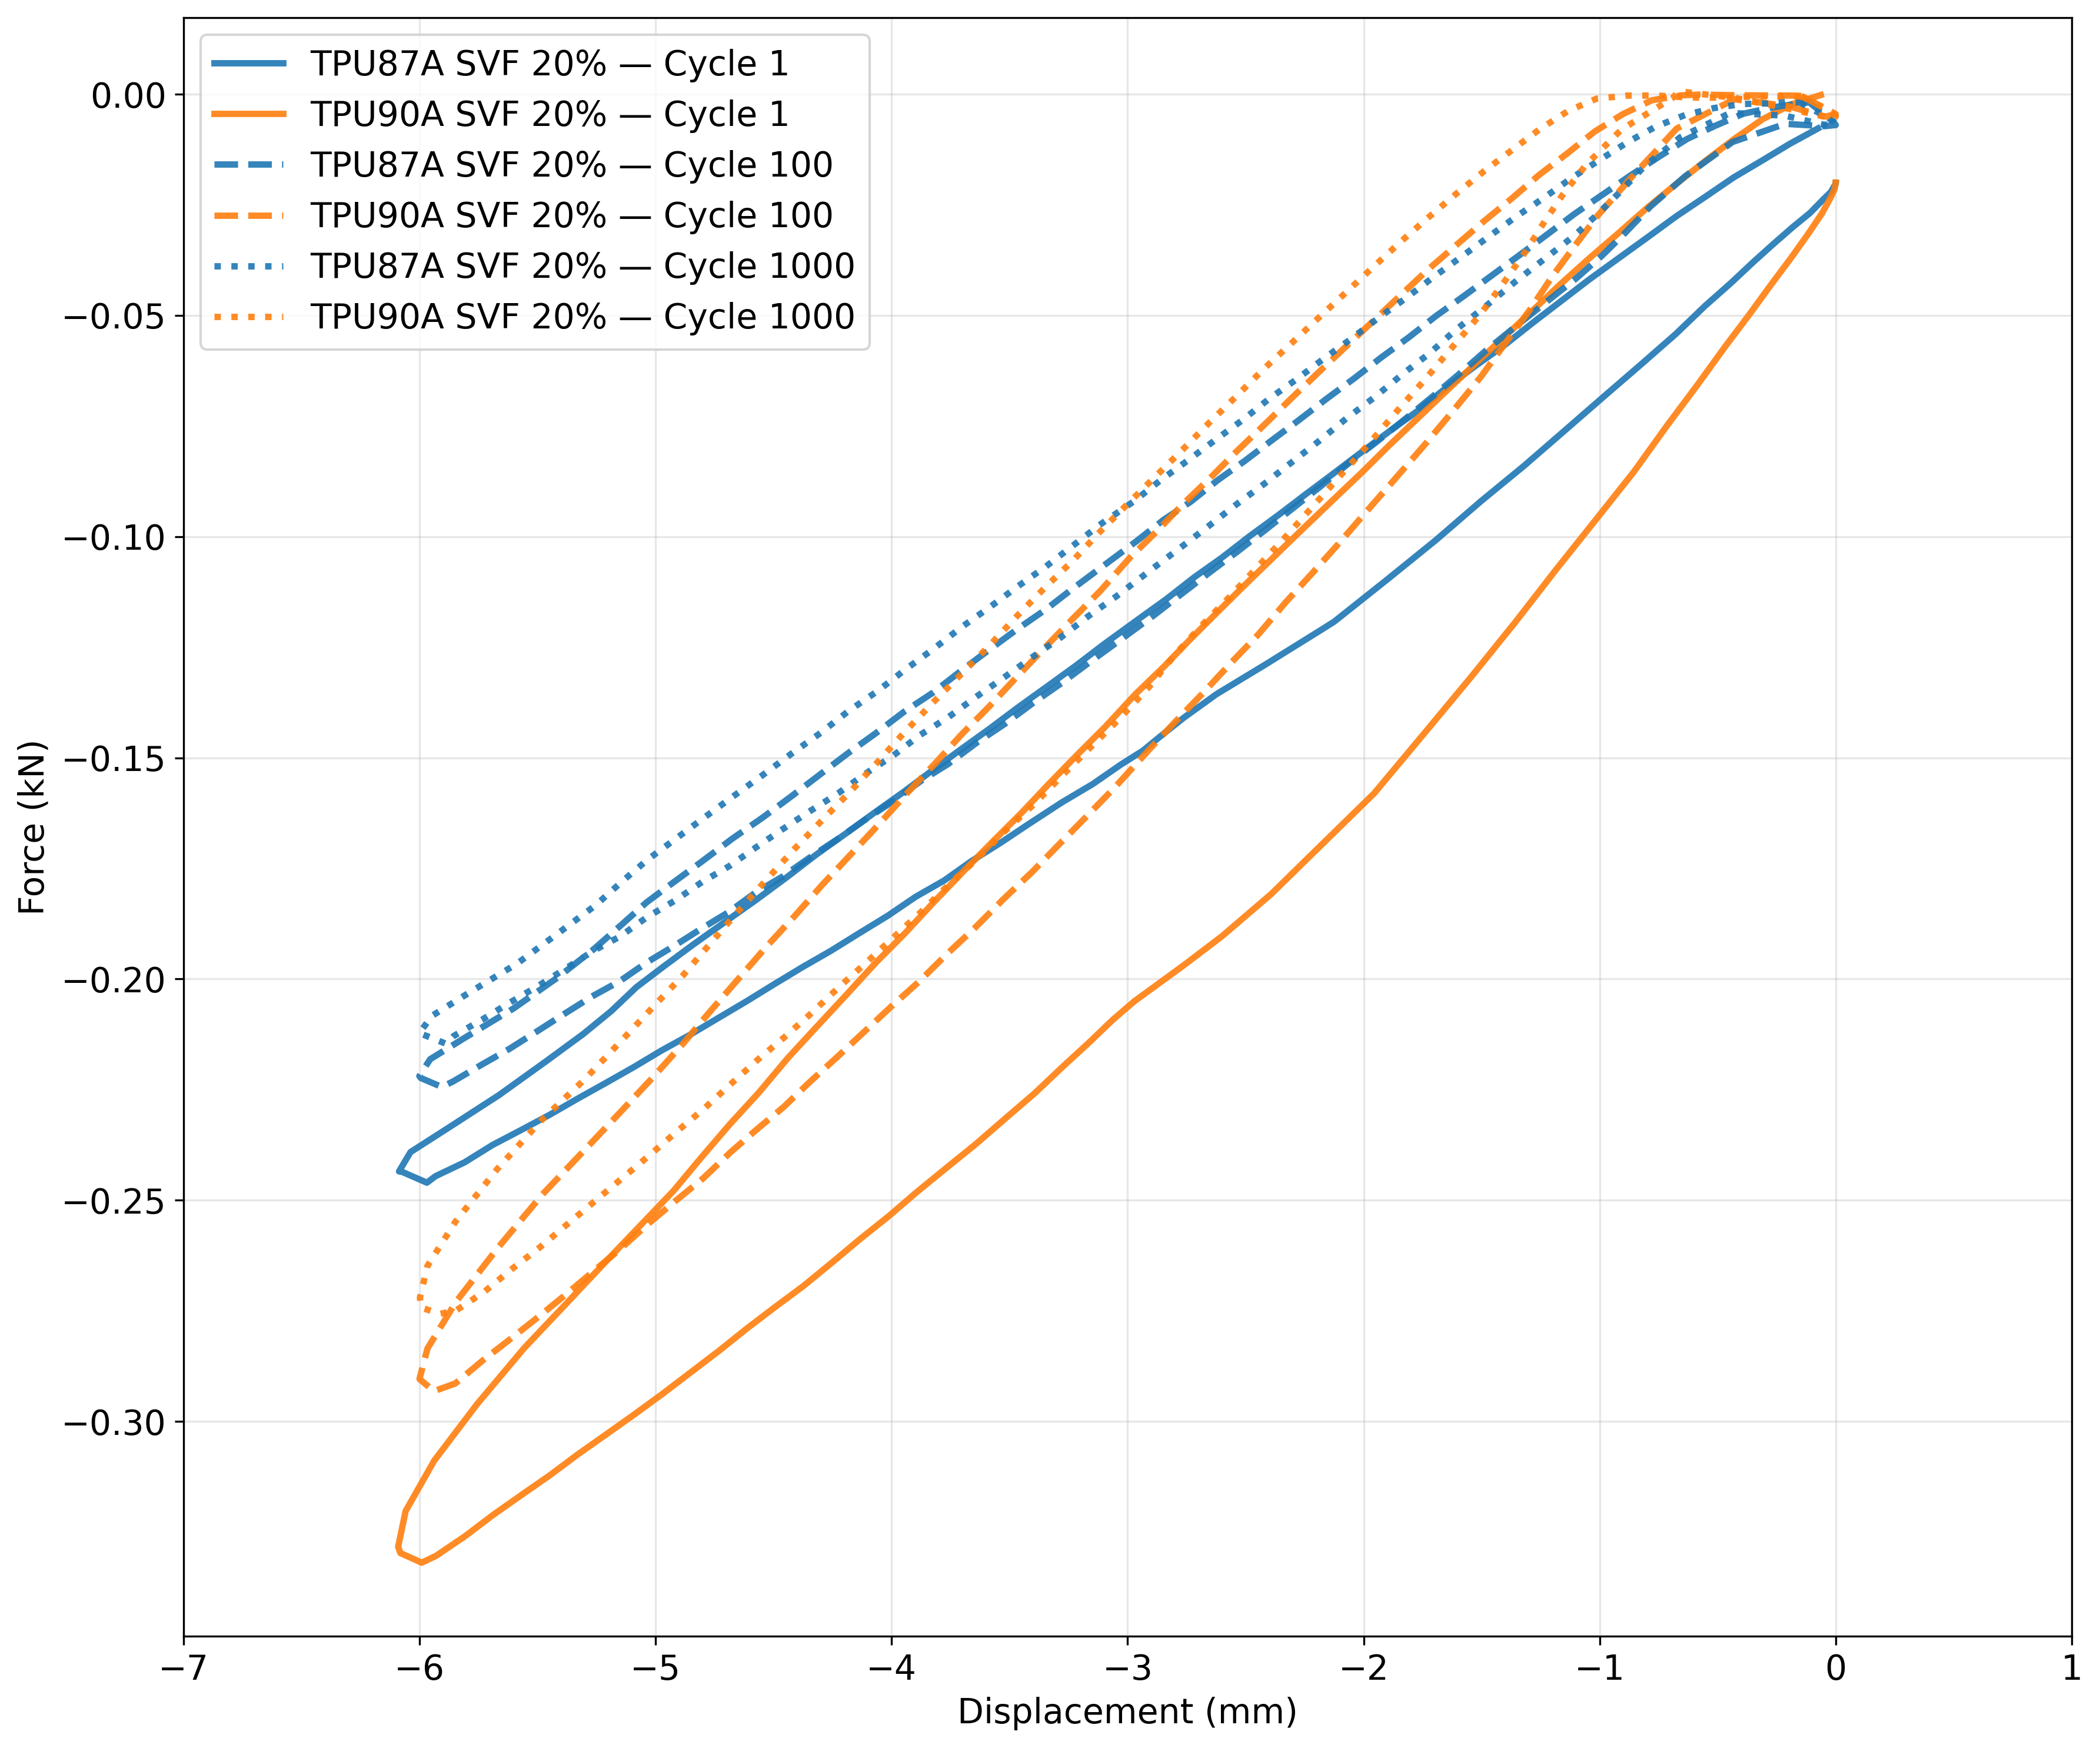 TPU87A SVF 20% — Cycle 1
TPU90A SVF 20% — Cycle 1
TPU87A SVF 20% — Cycle 100
TPU90A SVF 20% — Cycle 100
TPU87A SVF 20% — Cycle 1000
TPU90A SVF 20% — Cycle 1000
0.00
−0.05
−0.10
−0.15
−0.20
−0.25
−0.30
Force (kN)
−7 −6 −5 −4 −3 −2 −1 0 1
Displacement (mm)